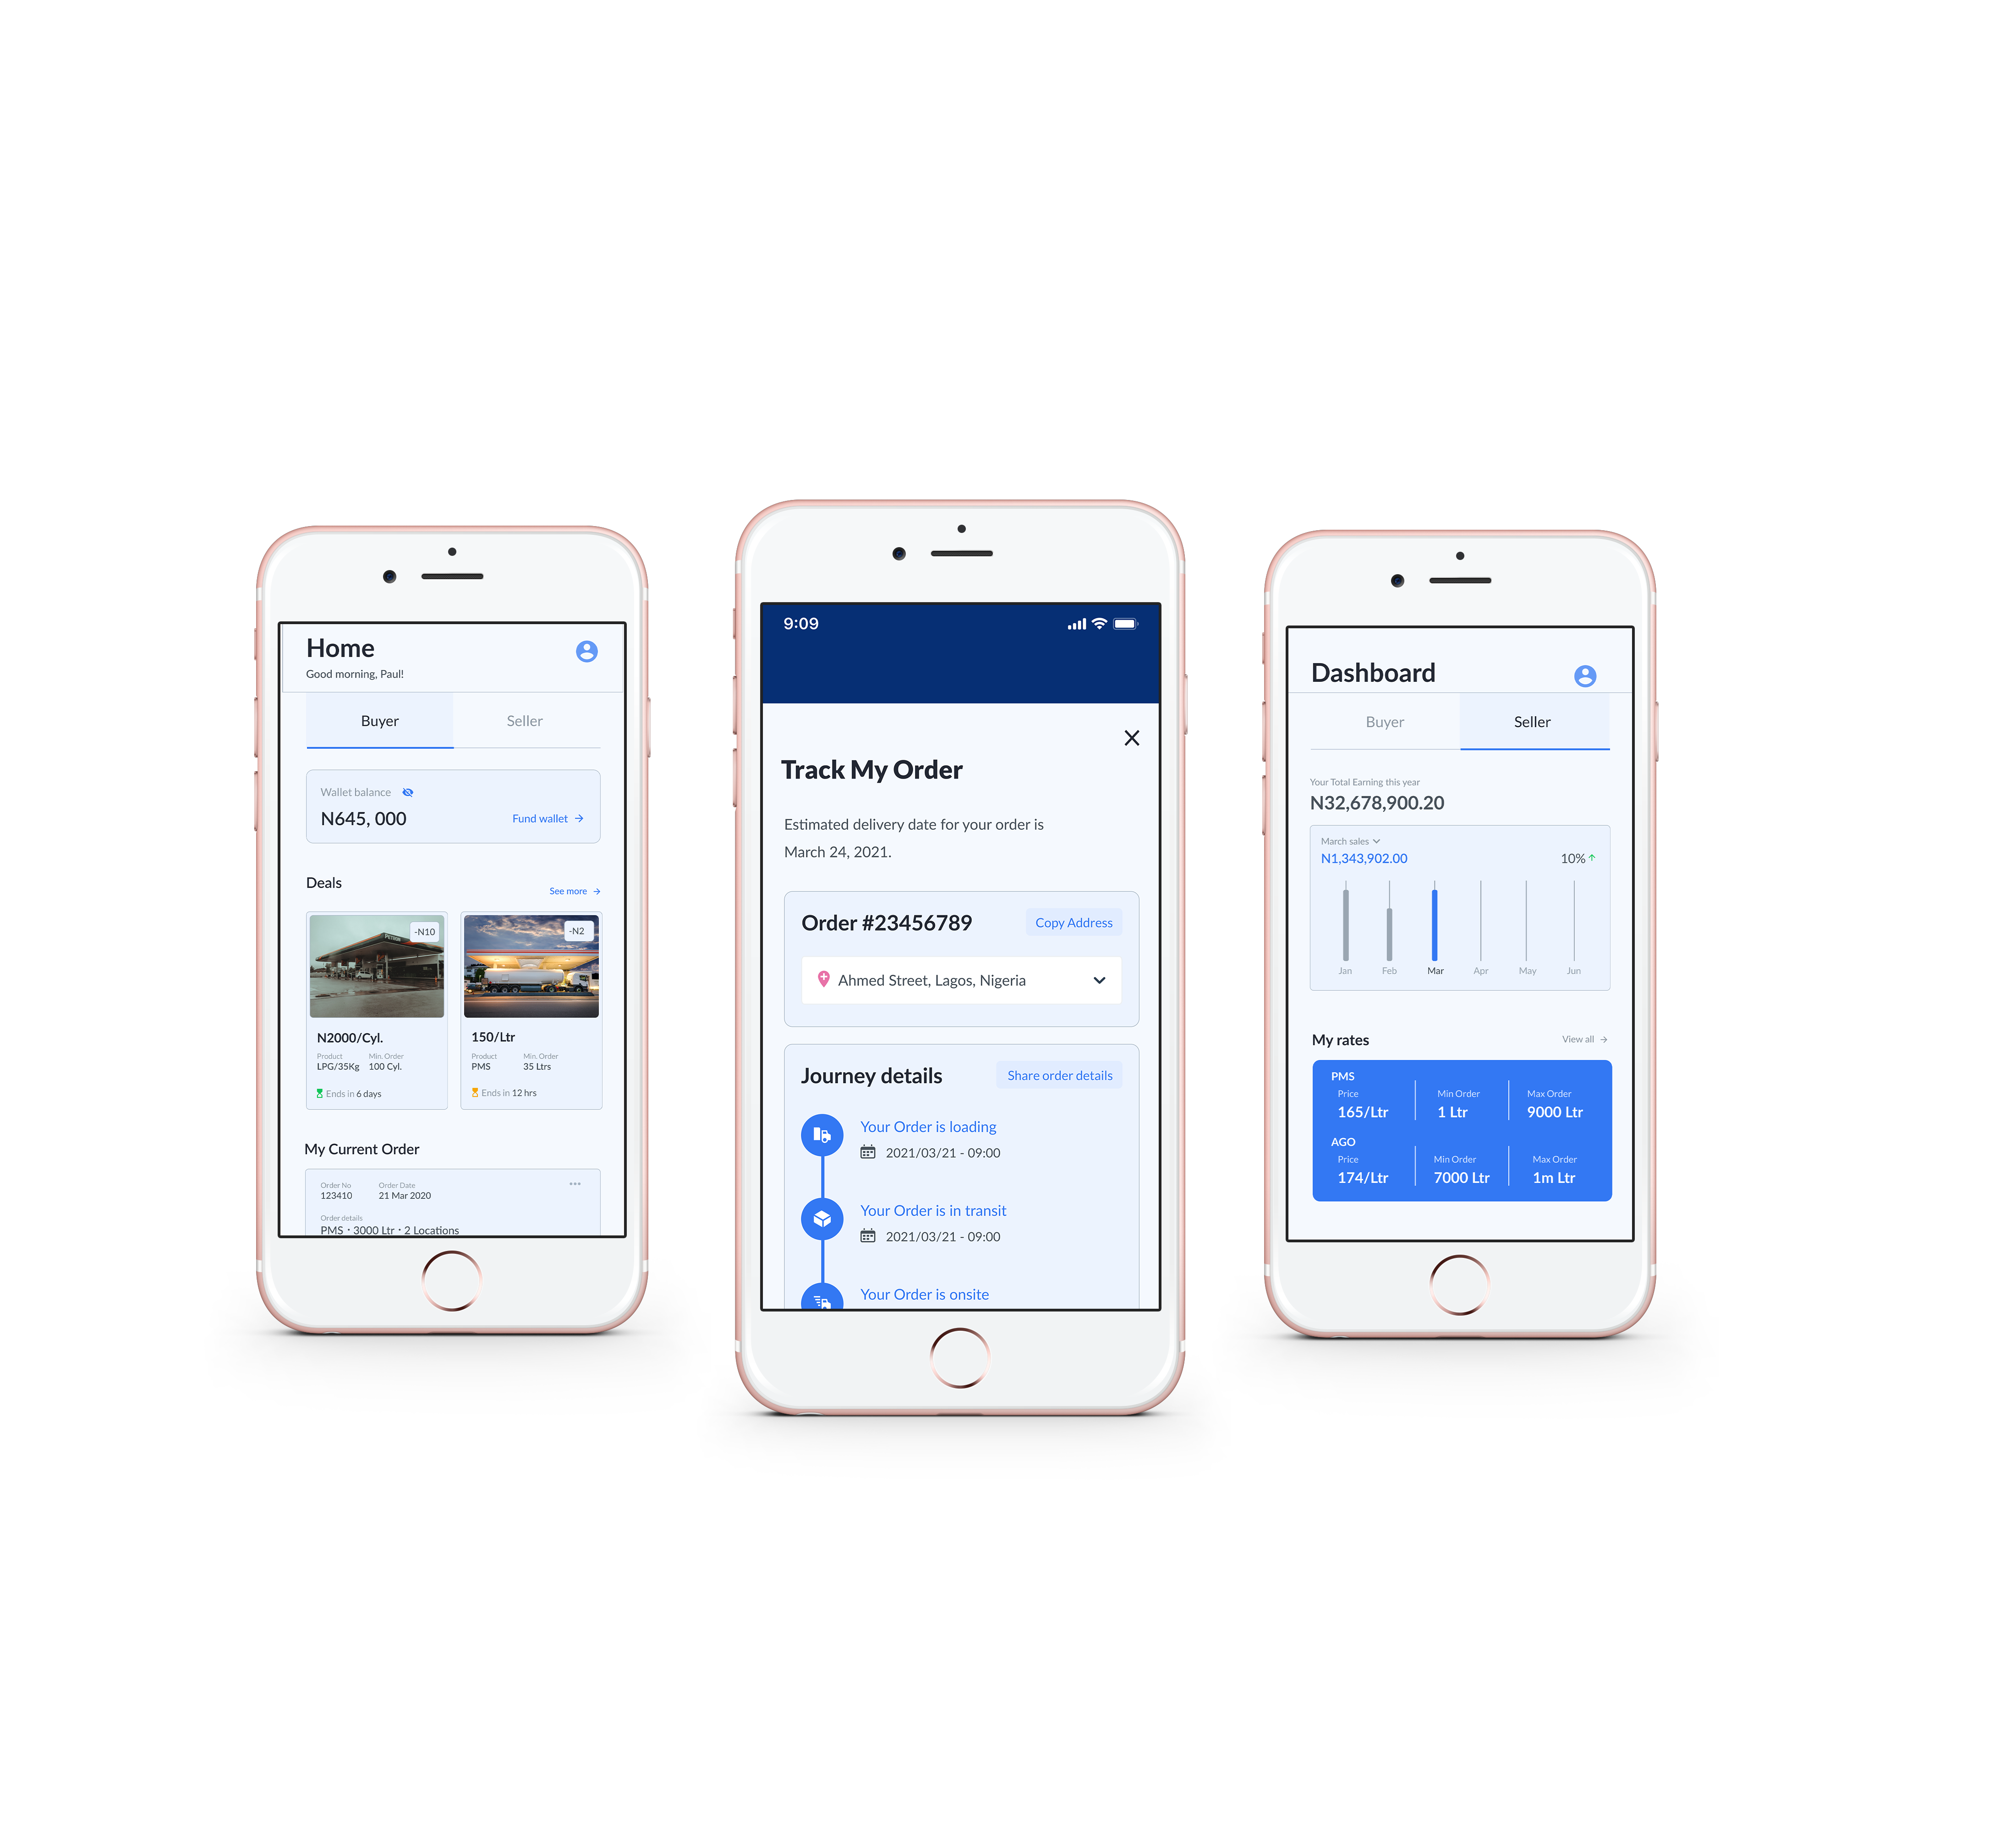 Home
Good morning, Paul!
Buyer
Seller
Wallet balance
N645, 000
Fund wallet
Deals
See more
-N10
-N2
N2000/Cyl.
Product
Min. Order
LPG/35Kg
100 Cyl.
Ends in 6 days
150/Ltr
Product
Min. Order
PMS
35 Ltrs
Ends in 12 hrs
My Current Order
Order No
Order Date
123410
21 Mar 2020
Order details
PMS · 3000 Ltr · 2 Locations
9:09
Track My Order
Estimated delivery date for your order is
March 24, 2021.
Order #23456789
Copy Address
Ahmed Street, Lagos, Nigeria
Journey details
Share order details
Your Order is loading
2021/03/21 - 09:00
Your Order is in transit
2021/03/21 - 09:00
Your Order is onsite
Dashboard
Buyer
Seller
Your Total Earning this year
N32,678,900.20
March sales
N1,343,902.00
10%
Jan
Feb
Mar
Apr
May
Jun
My rates
View all
PMS
Price
Min Order
Max Order
165/Ltr
1 Ltr
9000 Ltr
AGO
Price
Min Order
Max Order
174/Ltr
7000 Ltr
1m Ltr